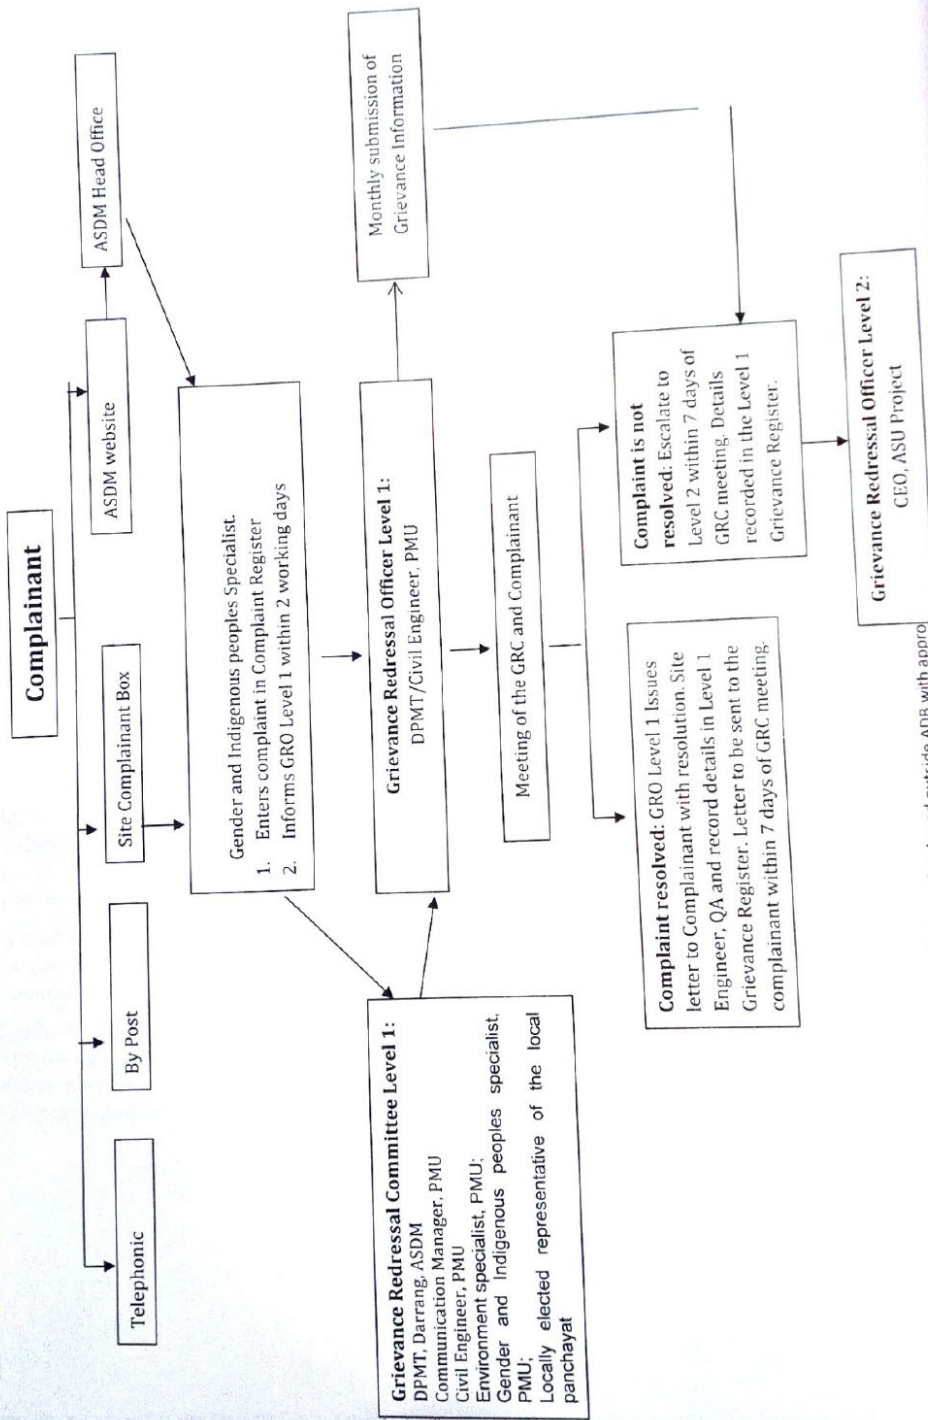 Complainant
Telephonic
By Post
Site Complainant Box
ASDM website
ASDM Head Office
Gender and Indigenous peoples Specialist.
1. Enters complaint in Complaint Register
2. Informs GRO Level 1 within 2 working days
Grievance Redressal Committee Level 1:
DPMT, Darrang, ASDM
Communication Manager, PMU
Civil Engineer, PMU
Environment specialist, PMU;
Gender and Indigenous peoples specialist,
PMU;
Locally elected representative of the local
panchayat
Grievance Redressal Officer Level 1:
DPMT/Civil Engineer, PMU
Monthly submission of
Grievance Information
Meeting of the GRC and Complainant
Complaint resolved: GRO Level 1 Issues
letter to Complainant with resolution. Site
Engineer, QA and record details in Level 1
Grievance Register. Letter to be sent to the
complainant within 7 days of GRC meeting.
Complaint is not
resolved: Escalate to
Level 2 within 7 days of
GRC meeting. Details
recorded in the Level 1
Grievance Register.
Grievance Redressal Officer Level 2:
CEO, ASU Project
outside ADB with appro